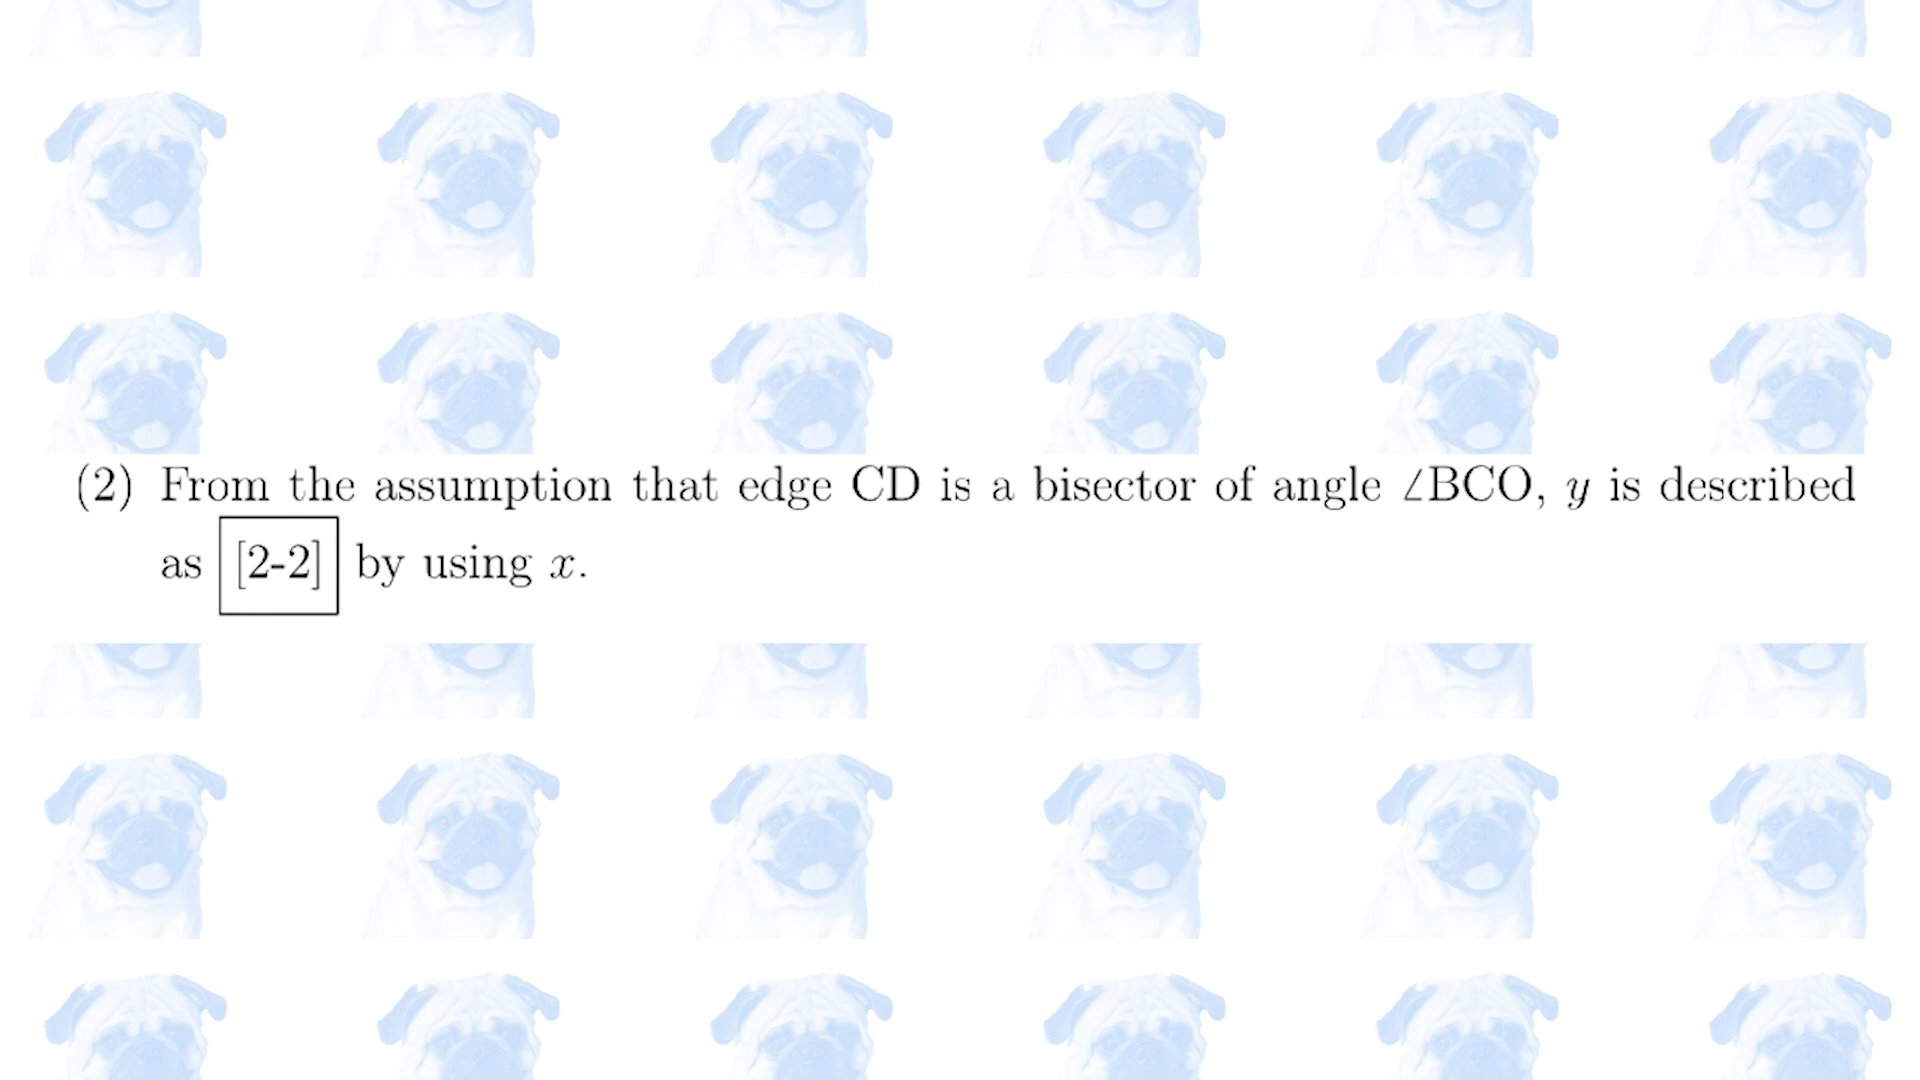 (2) From the assumption that edge CD is a bisector of angle ∠BCO, y is described
as [2-2] by using x.